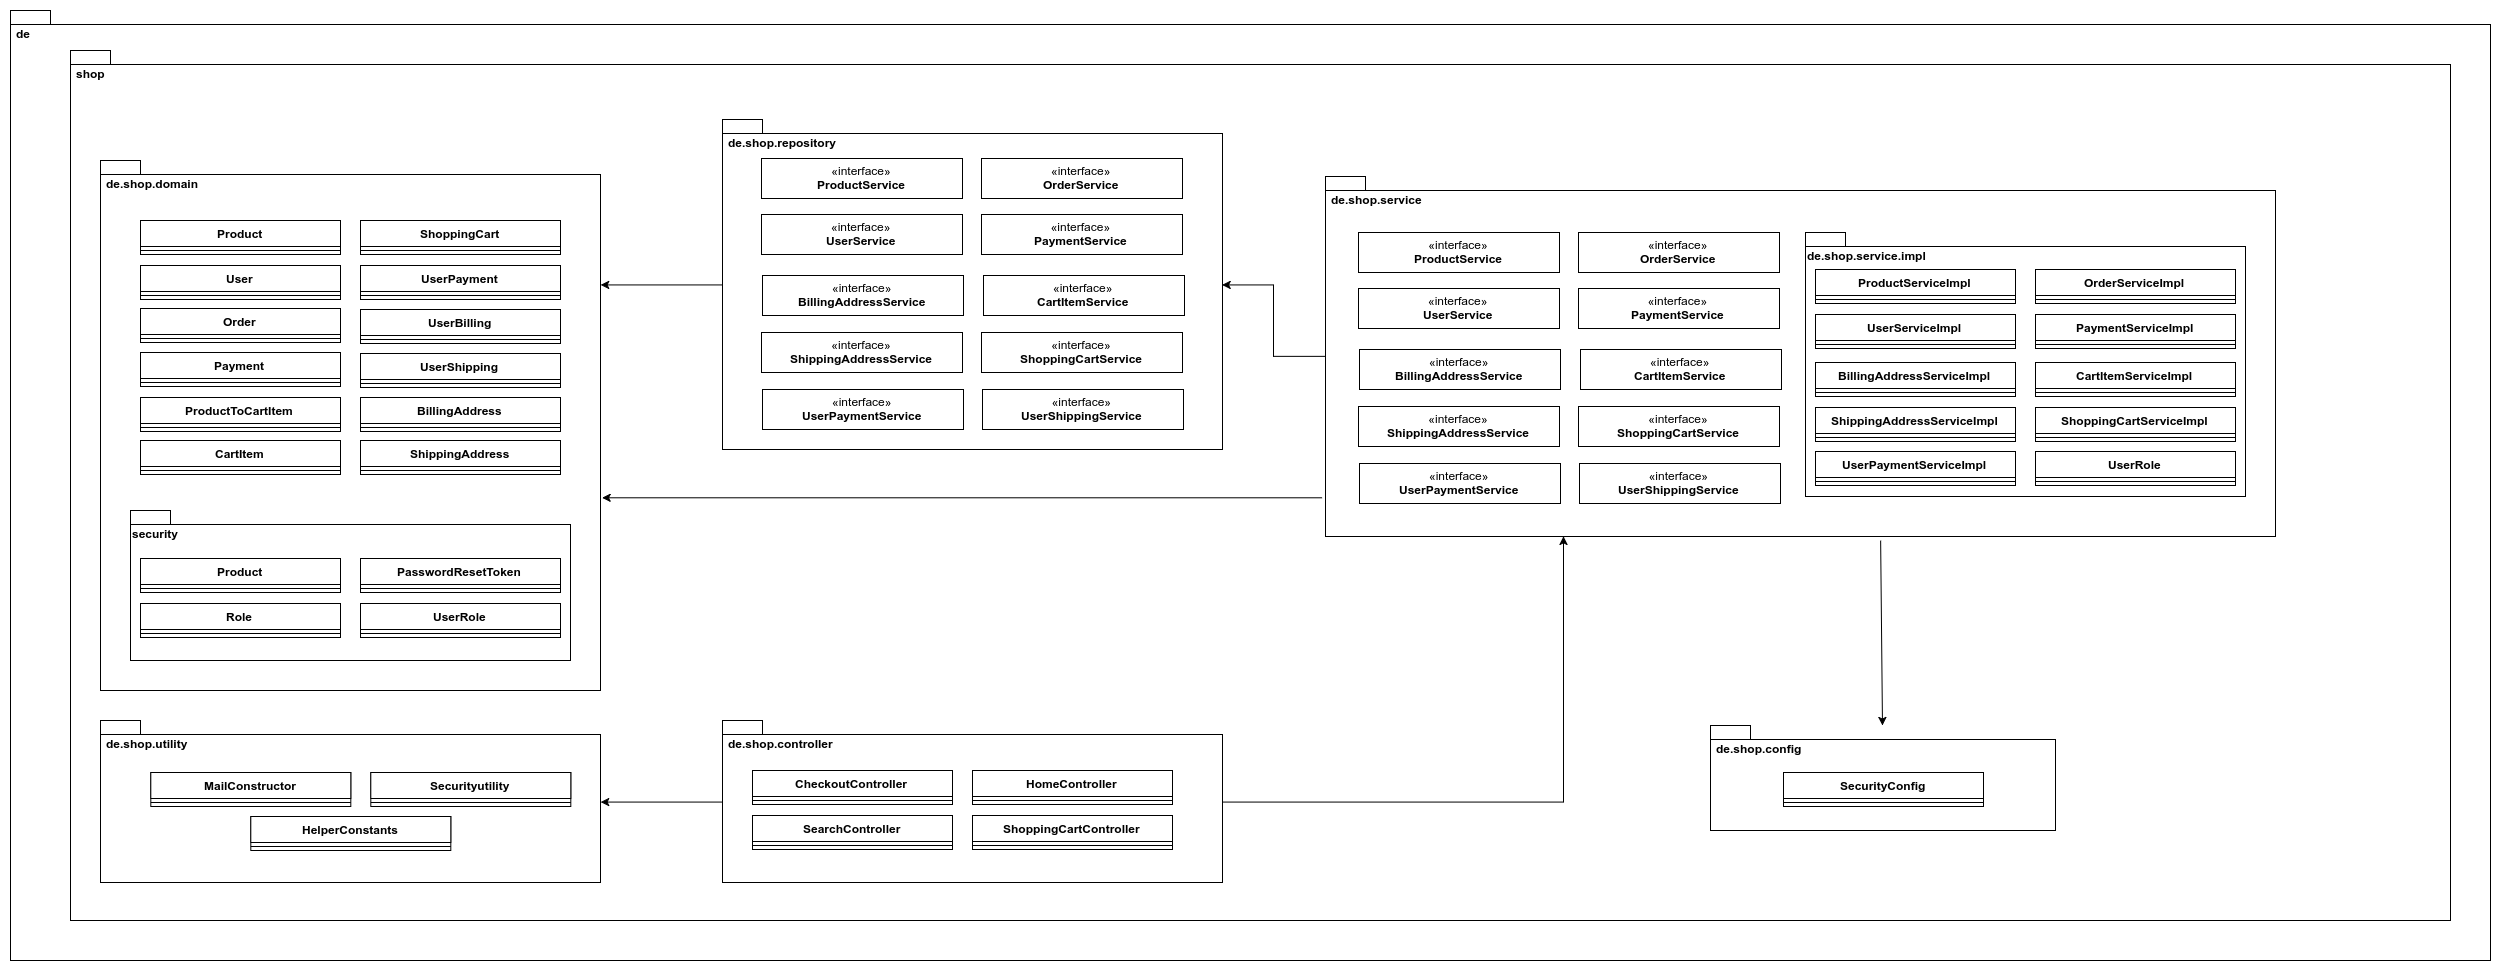 de
shop
de.shop.domain
Product
ShoppingCart
User
UserPayment
Order
UserBilling
Payment
UserShipping
ProductToCartItem
BillingAddress
CartItem
ShippingAddress
security
Product
PasswordResetToken
Role
UserRole
de.shop.repository
«interface»
ProductService
«interface»
OrderService
«interface»
UserService
«interface»
PaymentService
«interface»
BillingAddressService
«interface»
CartItemService
«interface»
ShippingAddressService
«interface»
ShoppingCartService
«interface»
UserPaymentService
«interface»
UserShippingService
de.shop.service
«interface»
ProductService
«interface»
OrderService
«interface»
UserService
«interface»
PaymentService
«interface»
BillingAddressService
«interface»
CartItemService
«interface»
ShippingAddressService
«interface»
ShoppingCartService
«interface»
UserPaymentService
«interface»
UserShippingService
de.shop.service.impl
ProductServiceImpl
OrderServiceImpl
UserServiceImpl
PaymentServiceImpl
BillingAddressServiceImpl
CartItemServiceImpl
ShippingAddressServiceImpl
ShoppingCartServiceImpl
UserPaymentServiceImpl
UserRole
de.shop.utility
MailConstructor
Securityutility
HelperConstants
de.shop.controller
CheckoutController
HomeController
SearchController
ShoppingCartController
de.shop.config
SecurityConfig